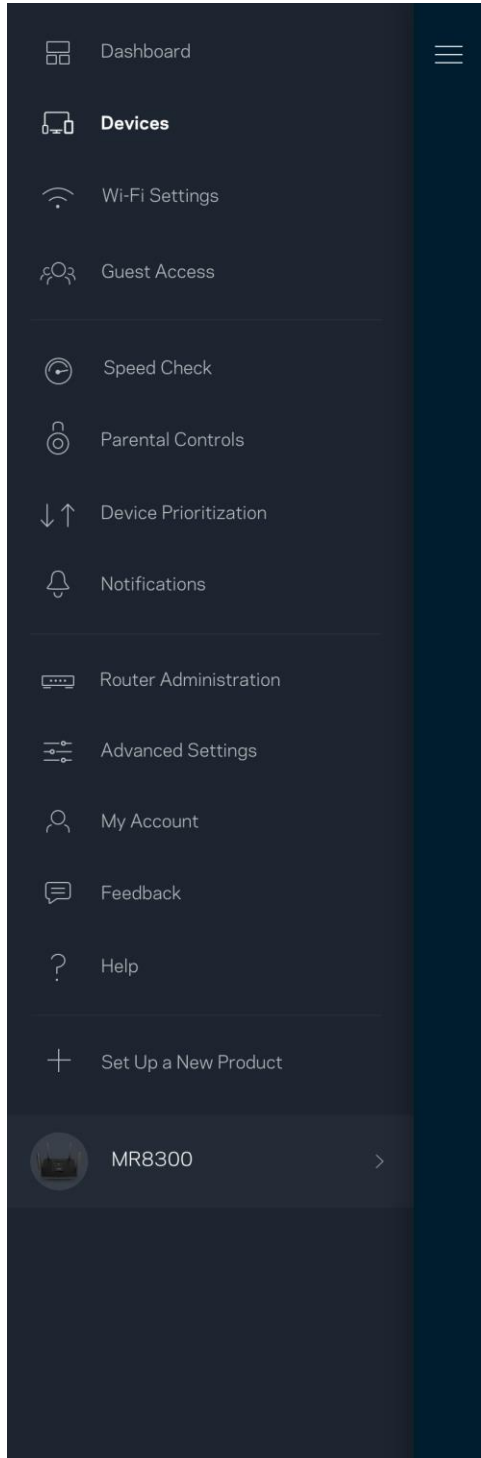 Dashboard
Devices
Wi-Fi Settings
Guest Access
Speed Check
Parental Controls
Device Prioritization
Notifications
Router Administration
Advanced Settings
My Account
Feedback
Help
Set Up a New Product
MR8300